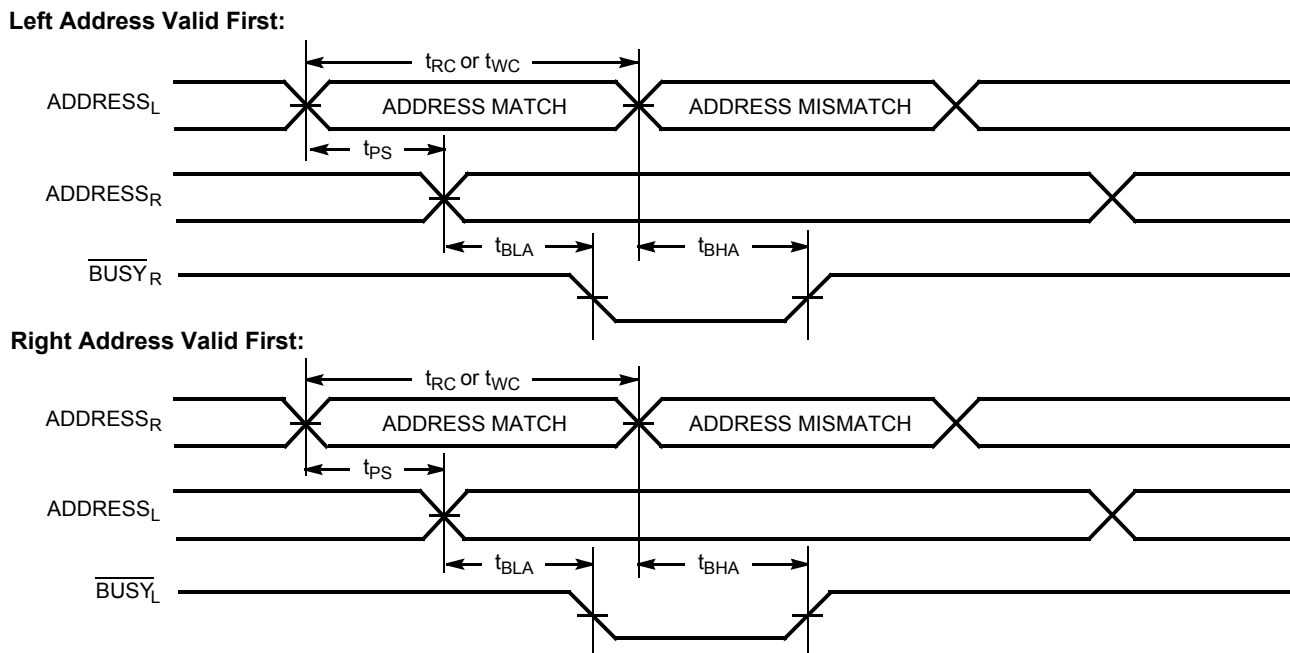 Left Address Valid First:
tRC or tWC
ADDRESSL
ADDRESS MATCH
ADDRESS MISMATCH
tPS
ADDRESSR
tBLA
tBHA
BUSYR
Right Address Valid First:
tRC or tWC
ADDRESSR
ADDRESS MATCH
ADDRESS MISMATCH
tPS
ADDRESSL
tBLA
tBHA
BUSYL